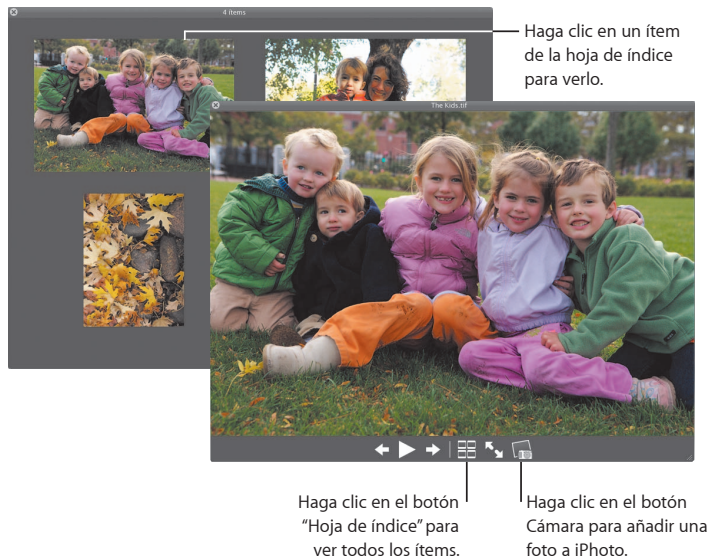 4 ítems
Haga clic en un ítem
de la hoja de índice
para verlo.
The Kids.tif
Haga clic en el botón
“Hoja de índice” para
ver todos los ítems.
Haga clic en el botón
Cámara para añadir una
foto a iPhoto.